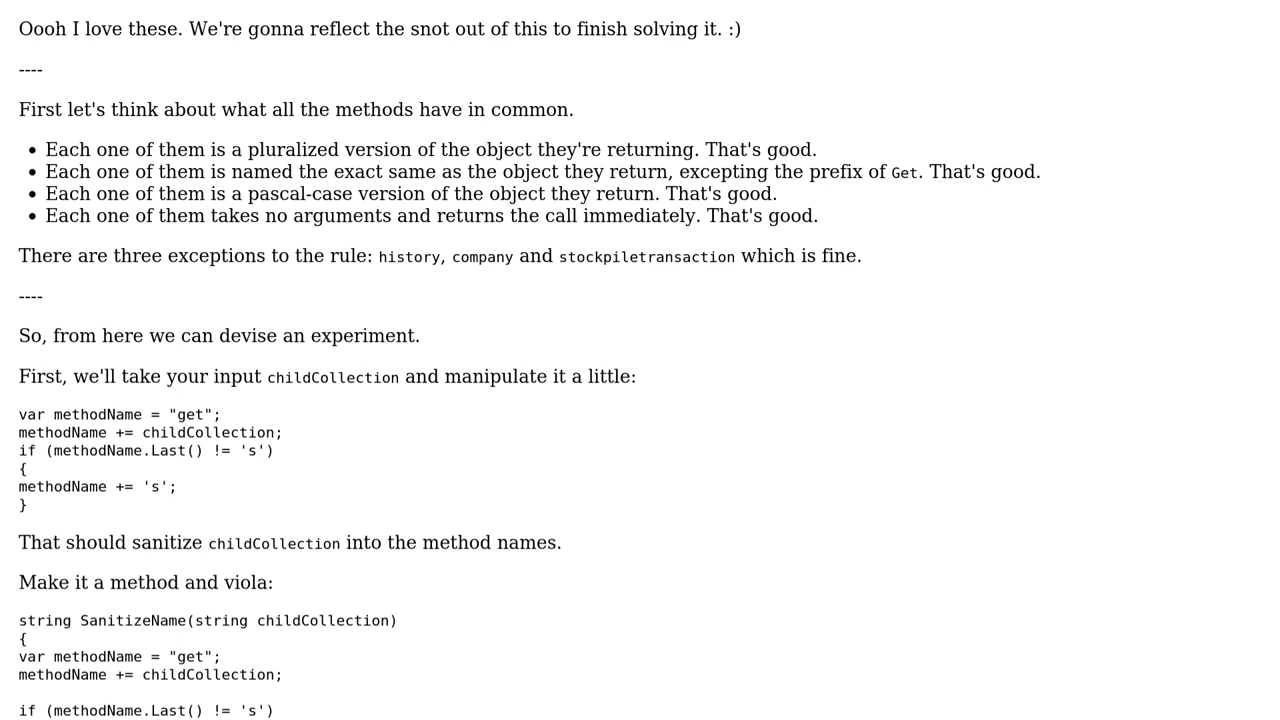 Oooh I love these. We're gonna reflect the snot out of this to finish solving it. :)
----
First let's think about what all the methods have in common.
• Each one of them is a pluralized version of the object they're returning. That's good.
• Each one of them is named the exact same as the object they return, excepting the prefix of Get. That's good.
• Each one of them is a pascal-case version of the object they return. That's good.
• Each one of them takes no arguments and returns the call immediately. That's good.
There are three exceptions to the rule: history, company and stockpiletransaction which is fine.
----
So, from here we can devise an experiment.
First, we'll take your input childCollection and manipulate it a little:
var methodName = "get";
methodName += childCollection;
if (methodName.Last() != 's')
{
methodName += 's';
}
That should sanitize childCollection into the method names.
Make it a method and viola:
string SanitizeName(string childCollection)
{
var methodName = "get";
methodName += childCollection;
if (methodName.Last() != 's')